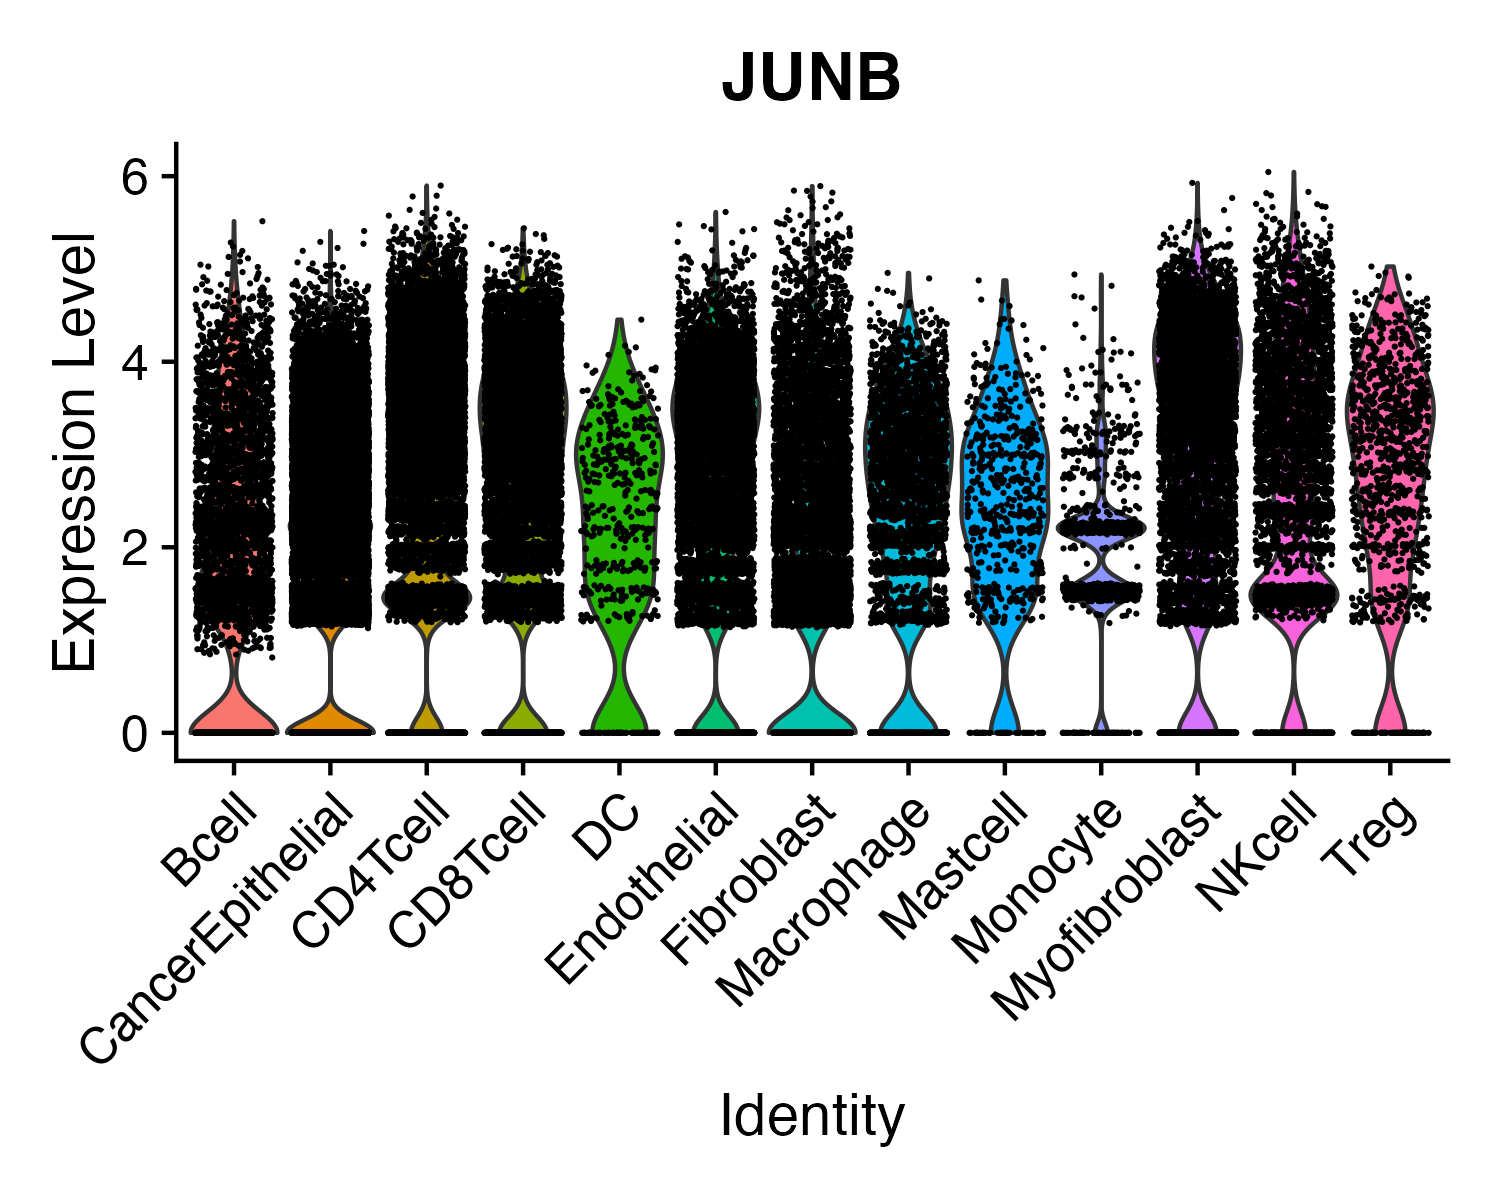 JUNB
Expression Level
6
4
2
0
Bcell
CancerEpithelial
CD4Tcell
CD8Tcell
DC
Endothelial
Fibroblast
Macrophage
Mastcell
Monocyte
Myofibroblast
NKcell
Treg
Identity